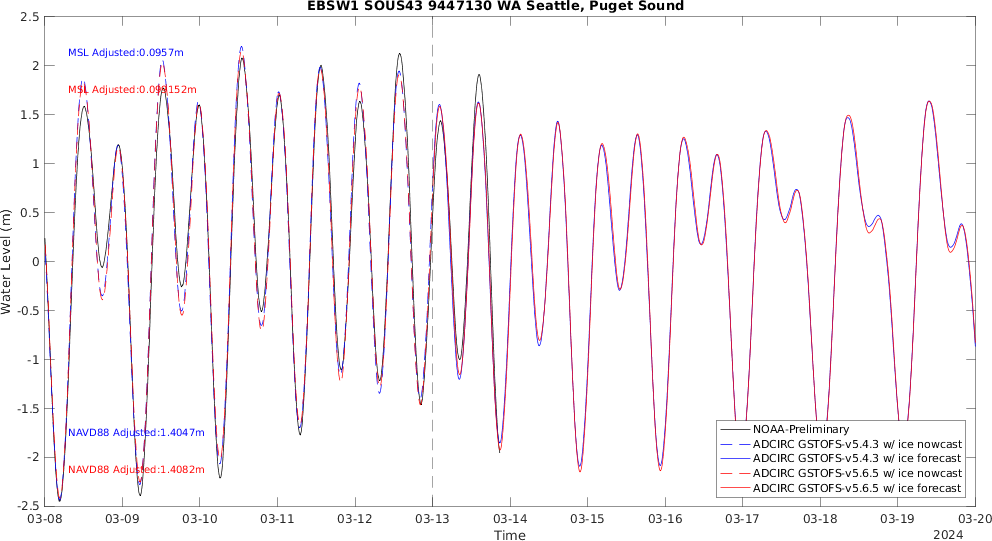 EBSW1 SOUS43 9447130 WA Seattle, Puget Sound
2.5
2
1.5
1
0.5
0
-0.5
-1
-1.5
-2
-2.5
Water Level (m)
MSL Adjusted:0.0957m
MSL Adjusted:0.099152m
NAVD88 Adjusted:1.4047m
NAVD88 Adjusted:1.4082m
NOAA-Preliminary
ADCIRC GSTOFS-v5.4.3 w/ ice nowcast
ADCIRC GSTOFS-v5.4.3 w/ ice forecast
ADCIRC GSTOFS-v5.6.5 w/ ice nowcast
ADCIRC GSTOFS-v5.6.5 w/ ice forecast
03-08 03-09 03-10 03-11 03-12 03-13 03-14 03-15 03-16 03-17 03-18 03-19 03-20
Time
2024